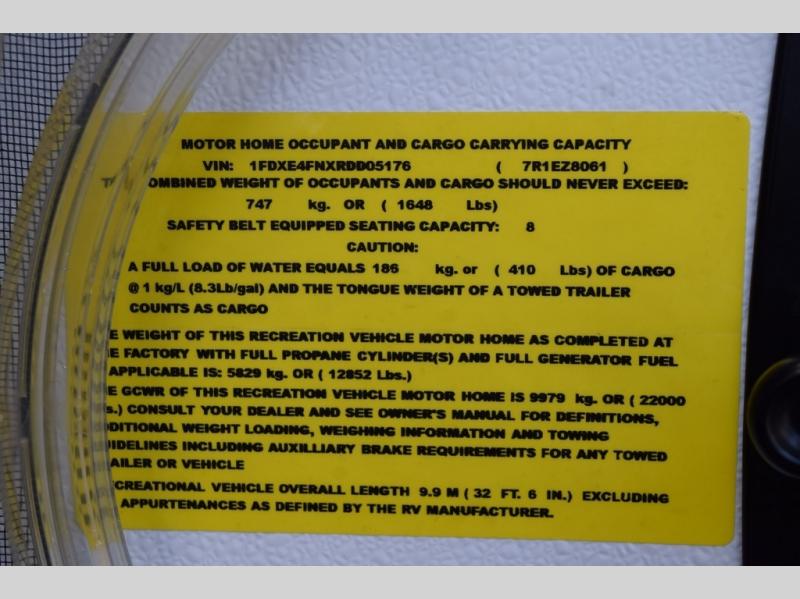 MOTOR HOME OCCUPANT AND CARGO CARRYING CAPACITY
VIN: 1FDXE4FNXRDD05176 ( 7R1EZ8061 )
COMBINED WEIGHT OF OCCUPANTS AND CARGO SHOULD NEVER EXCEED:
747 kg. OR ( 1648 Lbs)
SAFETY BELT EQUIPPED SEATING CAPACITY: 8
CAUTION:
A FULL LOAD OF WATER EQUALS 186 kg. or ( 410 Lbs) OF CARGO
@ 1 kg/L (8.3Lb/gal) AND THE TONGUE WEIGHT OF A TOWED TRAILER
COUNTS AS CARGO
WEIGHT OF THIS RECREATION VEHICLE MOTOR HOME AS COMPLETED AT
FACTORY WITH FULL PROPANE CYLINDER(S) AND FULL GENERATOR FUEL
APPLICABLE IS: 5829 kg. OR ( 12852 Lbs.)
GCWR OF THIS RECREATION VEHICLE MOTOR HOME IS 9979 kg. OR ( 22000
.) CONSULT YOUR DEALER AND SEE OWNER'S MANUAL FOR DEFINITIONS,
DITIONAL WEIGHT LOADING, WEIGHING INFORMATION AND TOWING
IDELINES INCLUDING AUXILLIARY BRAKE REQUIREMENTS FOR ANY TOWED
AILER OR VEHICLE
CREATIONAL VEHICLE OVERALL LENGTH 9.9 M ( 32 FT. 6 IN.) EXCLUDING
APPURTENANCES AS DEFINED BY THE RV MANUFACTURER.